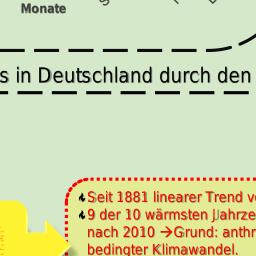 Monate
s in Deutschland durch den
Seit 1881 linearer Trend v
9 der 10 wärmsten Jahrze
nach 2010 →Grund: anthr
bedingter Klimawandel.